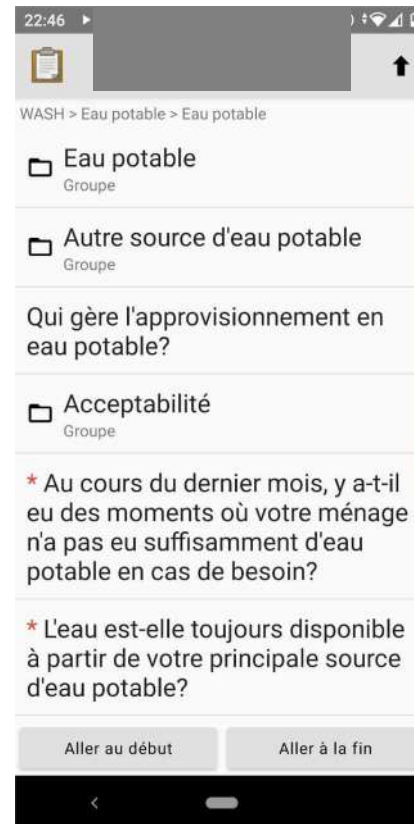 22:46
WASH > Eau potable > Eau potable
Eau potable
Groupe
Autre source d'eau potable
Groupe
Qui gère l'approvisionnement en
eau potable?
Acceptabilité
Groupe
* Au cours du dernier mois, y a-t-il
eu des moments où votre ménage
n'a pas eu suffisamment d'eau
potable en cas de besoin?
* L'eau est-elle toujours disponible
à partir de votre principale source
d'eau potable?
Aller au début
Aller à la fin